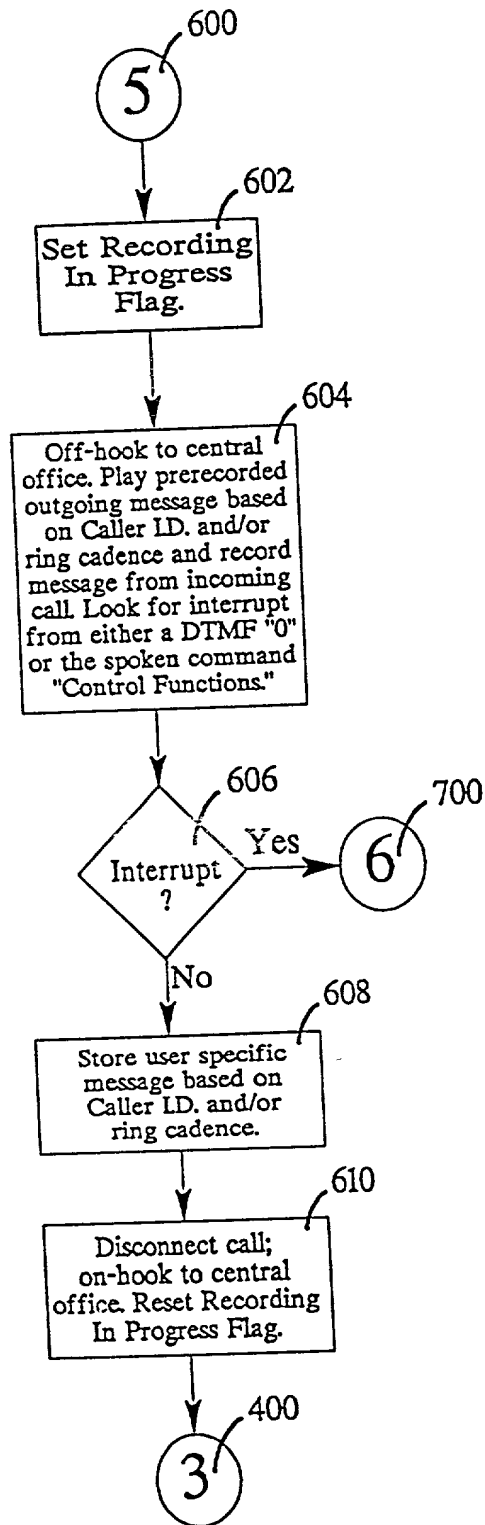 600
5
602
Set Recording
In Progress
Flag.
604
Off-hook to central
office. Play prerecorded
outgoing message based
on Caller I.D. and/or
ring cadence and record
message from incoming
call. Look for interrupt
from either a DTMF "0"
or the spoken command
"Control Functions."
606
Interrupt
?
Yes
700
6
No
608
Store user specific
message based on
Caller I.D. and/or
ring cadence.
610
Disconnect call;
on-hook to central
office. Reset Recording
In Progress Flag.
400
3